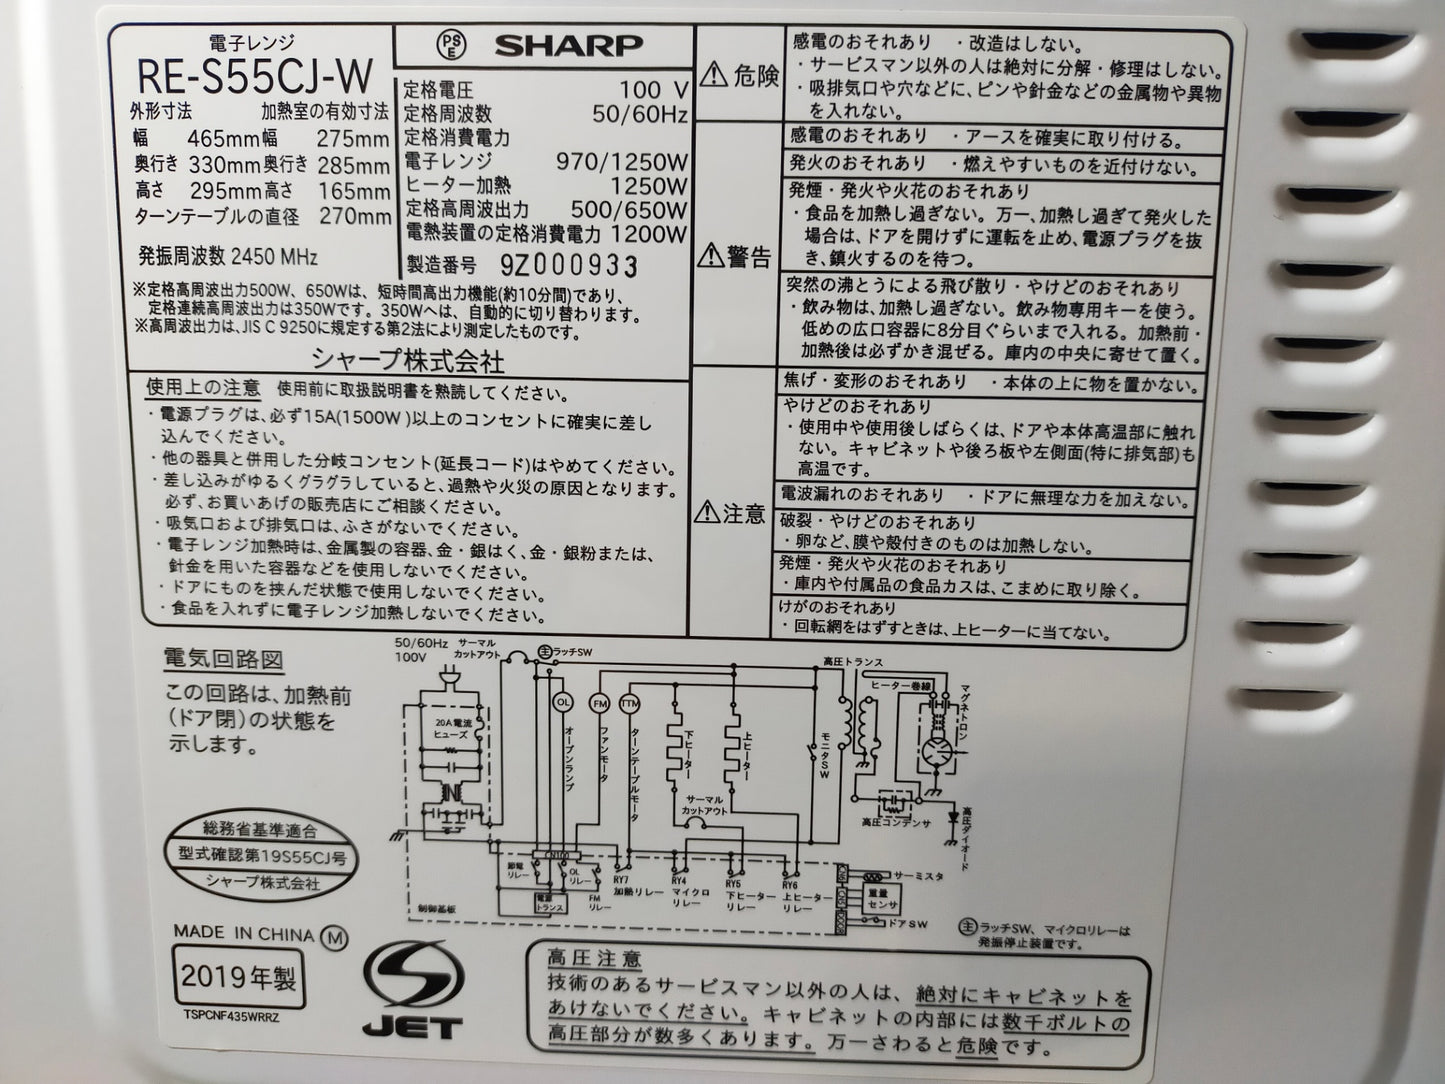 電子レンジ
RE-S55CJ-W
外形寸法 加熱室の有効寸法
幅 465mm 幅 275mm
奥行き 330mm 奥行き 285mm
高さ 295mm 高さ 165mm
ターンテーブルの直径 270mm
発振周波数 2450 MHz
PSE SHARP
定格電圧 100 V
定格周波数 50/60Hz
定格消費電力
電子レンジ 970/1250W
ヒーター加熱 1250W
定格高周波出力 500/650W
電熱装置の定格消費電力 1200W
製造番号 9Z000933
※定格高周波出力500W、650Wは、短時間高出力機能(約10分間)であり、
定格連続高周波出力は350Wです。350Wへは、自動的に切り替わります。
※高周波出力は、JIS C 9250に規定する第2法により測定したものです。
シャープ株式会社
使用上の注意 使用前に取扱説明書を熟読してください。
・電源プラグは、必ず15A(1500W)以上のコンセントに確実に差し
込んでください。
・他の器具と併用した分岐コンセント(延長コード)はやめてください。
・差し込みがゆるくグラグラしていると、過熱や火災の原因となります。
必ず、お買いあげの販売店にご相談ください。
・吸気口および排気口は、ふさがないでください。
・電子レンジ加熱時は、金属製の容器、金・銀はく、金・銀粉または、
針金を用いた容器などを使用しないでください。
・ドアにものを挟んだ状態で使用しないでください。
・食品を入れずに電子レンジ加熱しないでください。
⚠危険
感電のおそれあり ・改造はしない。
・サービスマン以外の人は絶対に分解・修理はしない。
・吸排気口や穴などに、ピンや針金などの金属物や異物
を入れない。
⚠警告
感電のおそれあり ・アースを確実に取り付ける。
発火のおそれあり ・燃えやすいものを近付けない。
発煙・発火や火花のおそれあり
・食品を加熱し過ぎない。万一、加熱し過ぎて発火した
場合は、ドアを開けずに運転を止め、電源プラグを抜
き、鎮火するのを待つ。
突然の沸とうによる飛び散り・やけどのおそれあり
・飲み物は、加熱し過ぎない。飲み物専用キーを使う。
低めの広口容器に8分目ぐらいまで入れる。加熱前・
加熱後は必ずかき混ぜる。庫内の中央に寄せて置く。
⚠注意
焦げ・変形のおそれあり ・本体の上に物を置かない。
やけどのおそれあり
・使用中や使用後しばらくは、ドアや本体高温部に触れ
ない。キャビネットや後ろ板や左側面(特に排気部)も
高温です。
電波漏れのおそれあり ・ドアに無理な力を加えない。
破裂・やけどのおそれあり
・卵など、膜や殻付きのものは加熱しない。
発煙・発火や火花のおそれあり
・庫内や付属品の食品カスは、こまめに取り除く。
けがのおそれあり
・回転網をはずすときは、上ヒーターに当てない。
電気回路図
この回路は、加熱前
(ドア閉)の状態を
示します。
50/60Hz
100V
サーマル
カットアウト
主ラッチSW
20A電流
ヒューズ
OL
FM
TTM
オーブンランプ
ファンモータ
ターンテーブルモータ
下ヒーター
上ヒーター
サーマル
カットアウト
モニタSW
高圧トランス
ヒーター巻線
マグネトロン
H
高圧コンデンサ
高圧ダイオード
CN100
節電
リレー
電源
トランス
OL
リレー
FM
リレー
RY7
加熱リレー
RY4
マイクロ
リレー
RY5
下ヒーター
リレー
RY6
上ヒーター
リレー
サーミスタ
重量
センサ
ドアSW
制御基板
主ラッチSW、マイクロリレーは
発振停止装置です。
総務省基準適合
型式確認第19S55CJ号
シャープ株式会社
MADE IN CHINA M
2019年製
TSPCNF435WRRZ
JET
高圧注意
技術のあるサービスマン以外の人は、絶対にキャビネットを
あけないでください。キャビネットの内部には数千ボルトの
高圧部分が数多くあります。万一さわると危険です。